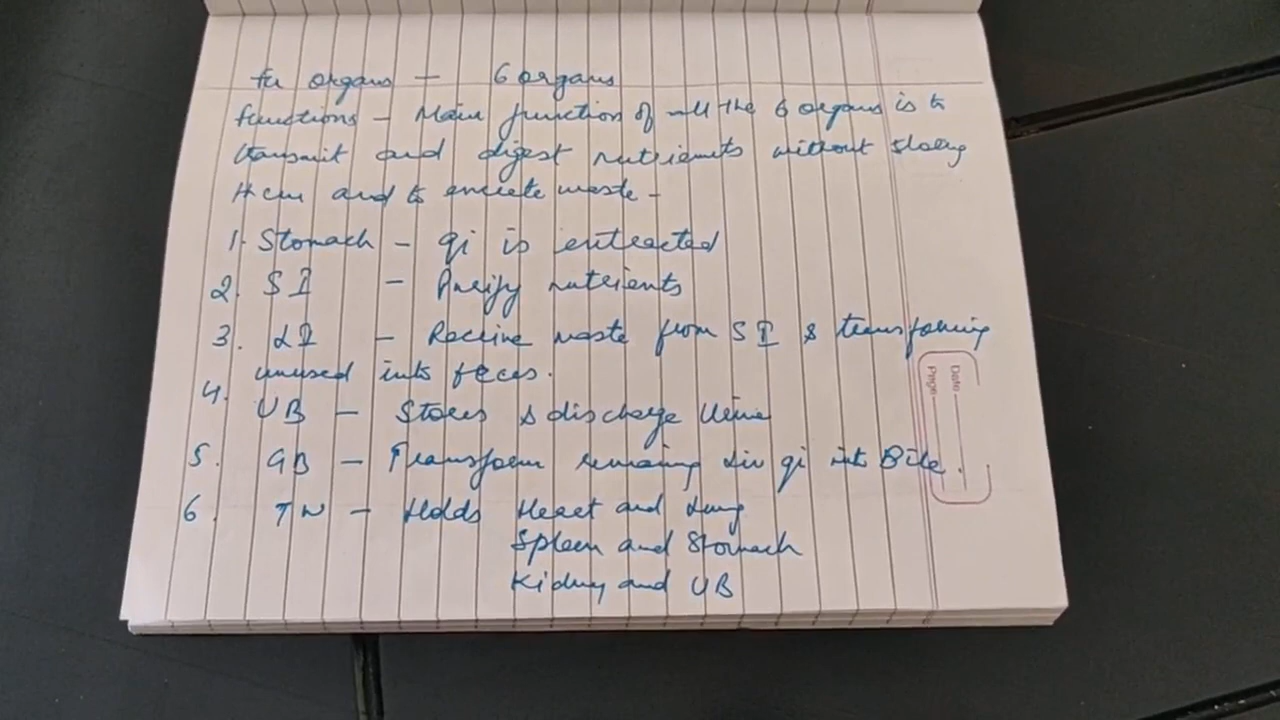 Fu organs - 6 organs
functions - Main function of all the 6 organs is to
transmit and digest nutrients without storing
them and to excrete waste -
1. Stomach - qi is extracted
2. SI - Purify nutrients
3. LI - Receive waste from SI & transforming
unused into feces.
4. UB - Stores & discharge Urine
5. GB - Transform remaining Liv qi into Bile.
6. TW - Holds Heart and Lung
Spleen and Stomach
Kidney and UB
Date
Page